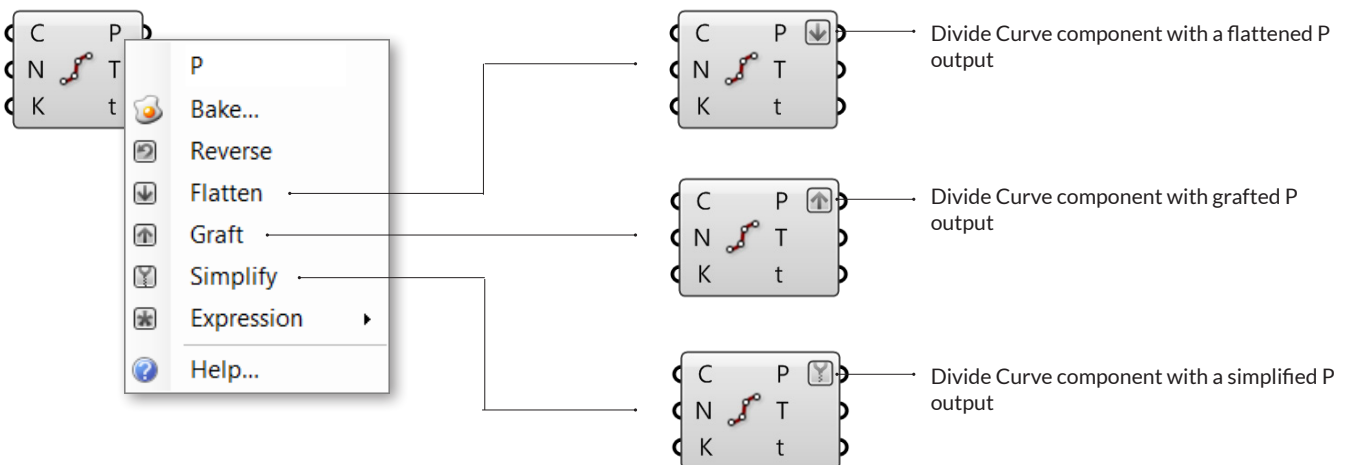 C P
N T
K t
P
Bake...
Reverse
Flatten
Graft
Simplify
Expression
Help...
C P
N T
K t
Divide Curve component with a flattened P
output
C P
N T
K t
Divide Curve component with grafted P
output
C P
N T
K t
Divide Curve component with a simplified P
output